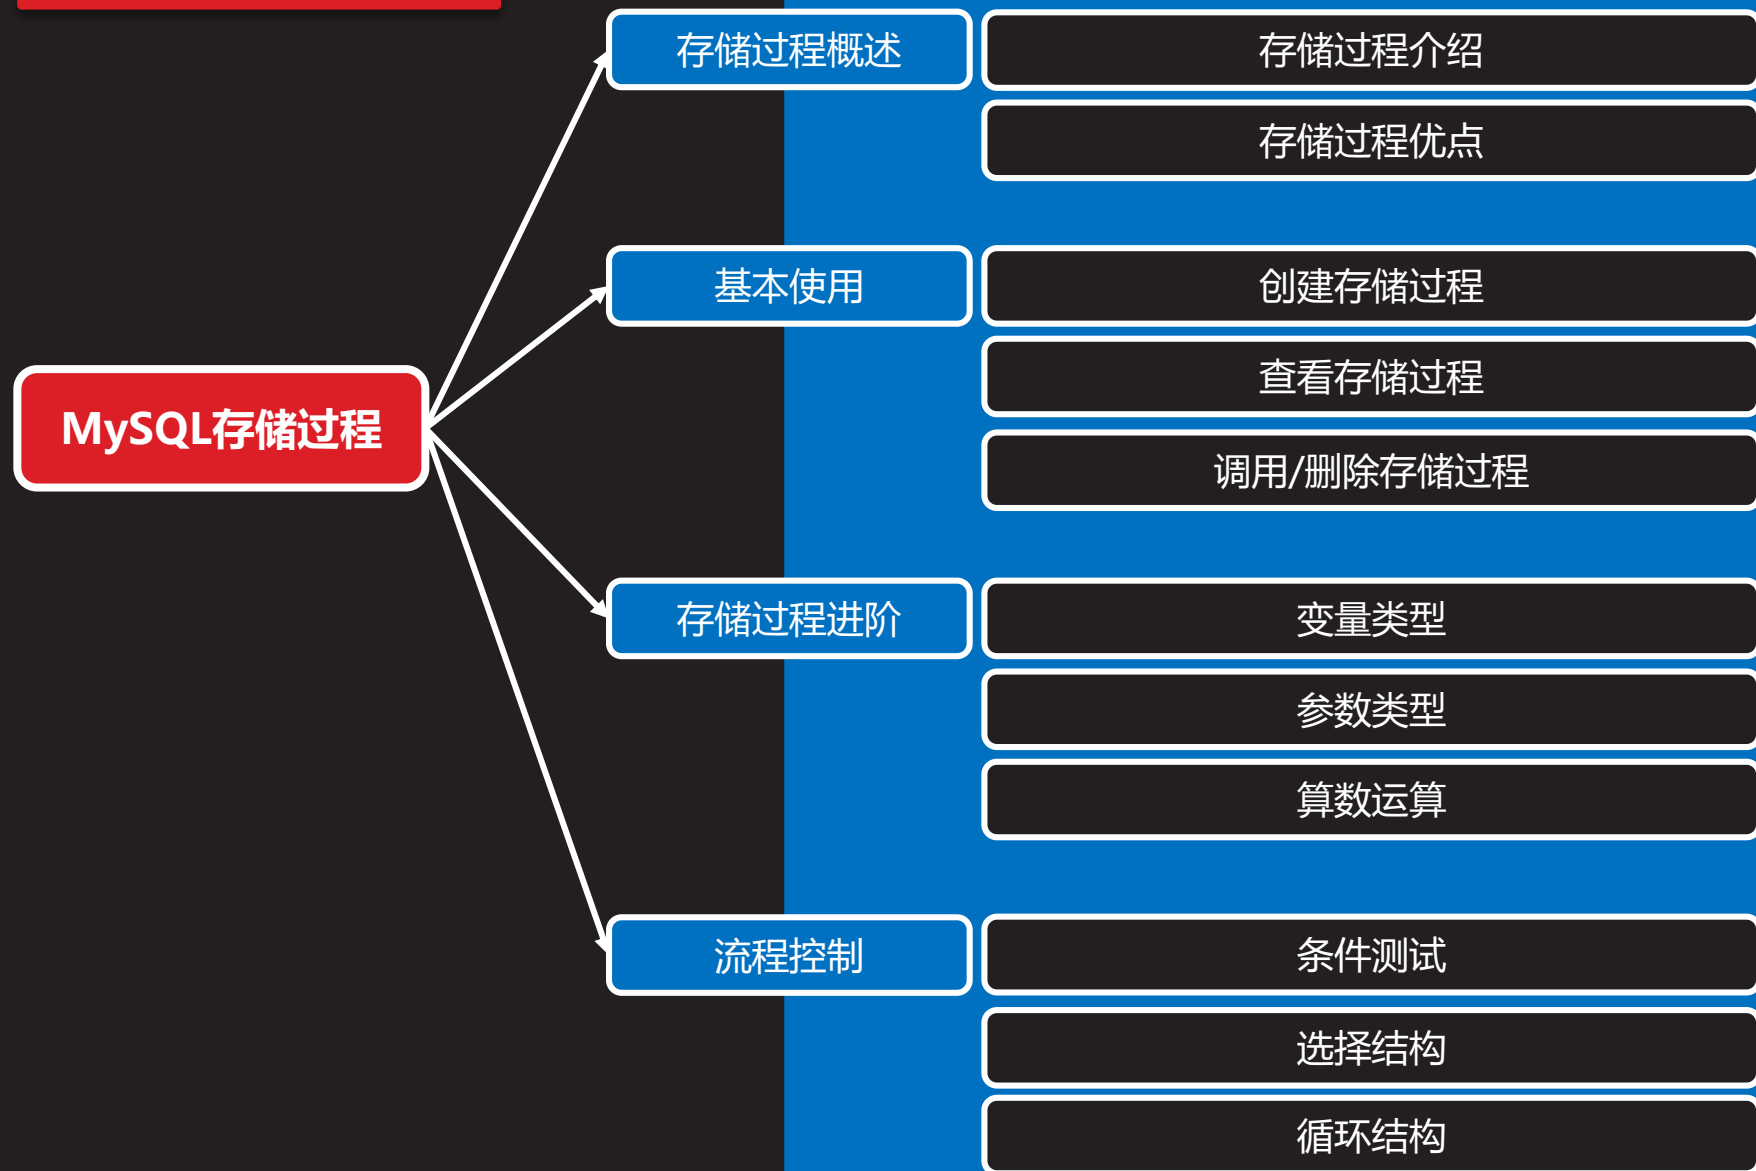 MySQL存储过程
存储过程概述
存储过程介绍
存储过程优点
基本使用
创建存储过程
查看存储过程
调用/删除存储过程
存储过程进阶
变量类型
参数类型
算数运算
流程控制
条件测试
选择结构
循环结构